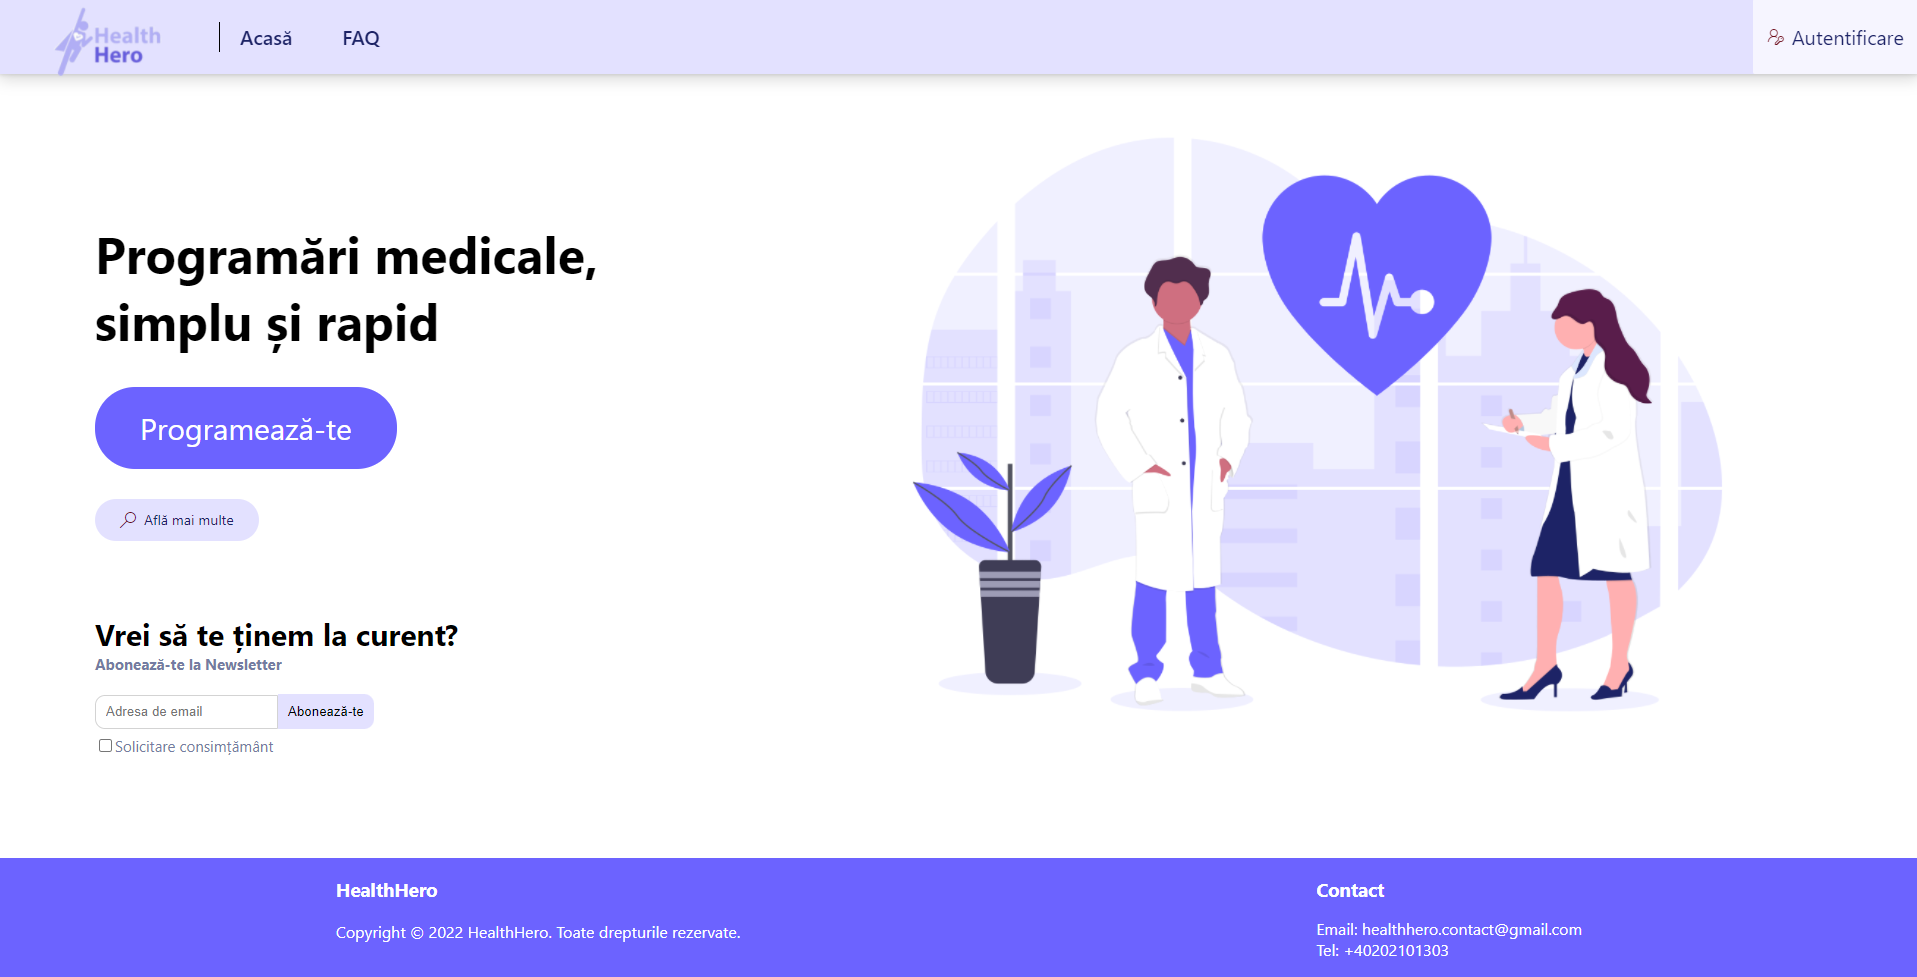 Health
Hero
Acasă
FAQ
Autentificare
Programări medicale,
simplu și rapid
Programează-te
Află mai multe
Vrei să te ținem la curent?
Abonează-te la Newsletter
Adresa de email
Abonează-te
Solicitare consimțământ
HealthHero
Copyright © 2022 HealthHero. Toate drepturile rezervate.
Contact
Email: healthhero.contact@gmail.com
Tel: +40202101303